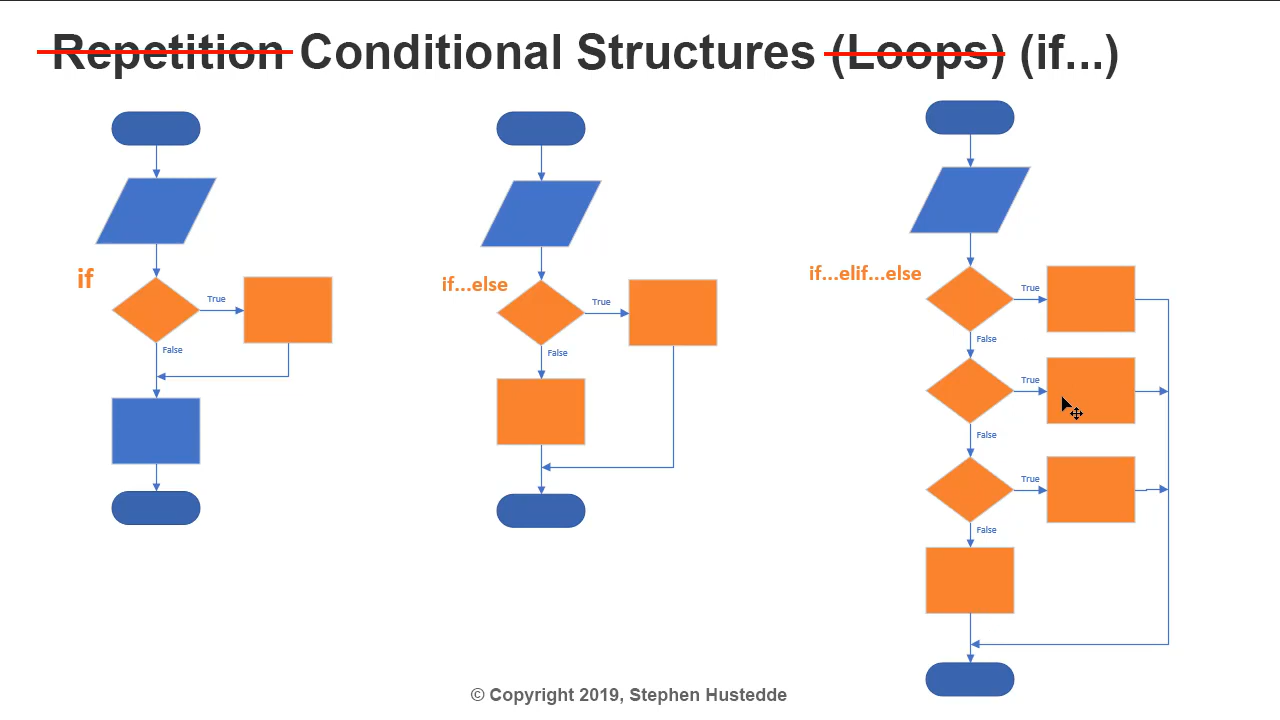 Repetition Conditional Structures (Loops) (if...)
if
True
False
if...else
True
False
if...elif...else
True
False
True
False
True
False
© Copyright 2019, Stephen Hustedde